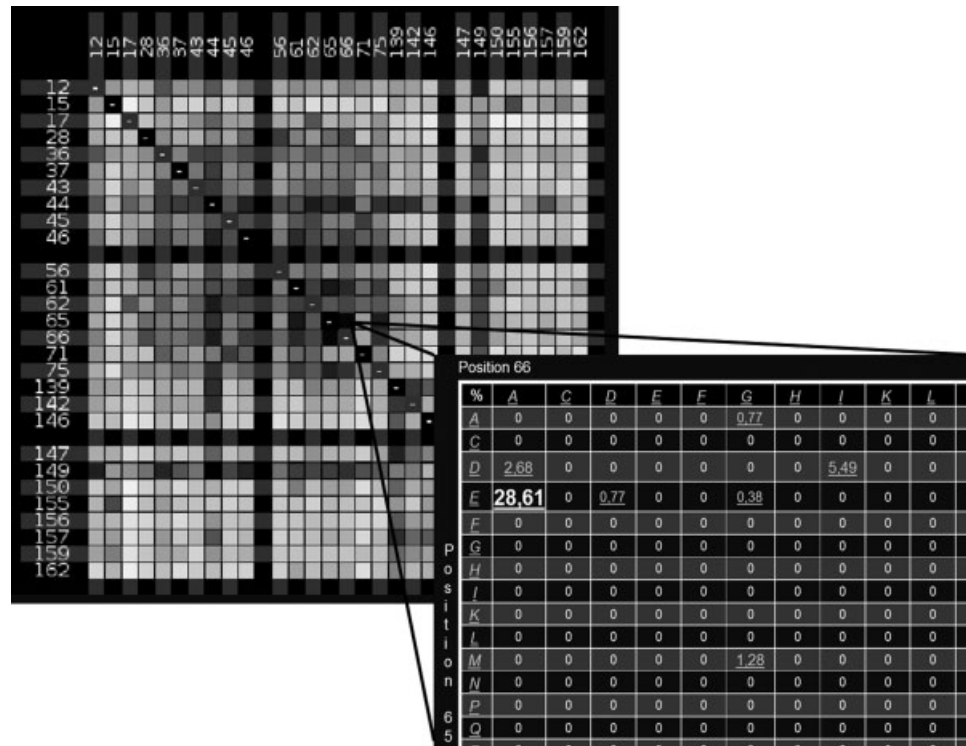 12 15 17 28 36 37 43 44 45 46 56 61 62 65 66 71 75 139 142 146 147 149 150 155 156 157 159 162
12 -
15 -
17 -
28 -
36 -
37 -
43 -
44 -
45 -
46 -
56 -
61 -
62 -
65 -
66 -
71 -
75 -
139 -
142 -
146 -
147
149
150
155
156
157
159
162
Position 66
% A C D E F G H I K L
A 0 0 0 0 0 0,77 0 0 0 0
C 0 0 0 0 0 0 0 0 0 0
D 2,68 0 0 0 0 0 0 5,49 0 0
E 28,61 0 0,77 0 0 0,38 0 0 0 0
F 0 0 0 0 0 0 0 0 0 0
G 0 0 0 0 0 0 0 0 0 0
H 0 0 0 0 0 0 0 0 0 0
I 0 0 0 0 0 0 0 0 0 0
K 0 0 0 0 0 0 0 0 0 0
L 0 0 0 0 0 0 0 0 0 0
M 0 0 0 0 0 1,28 0 0 0 0
N 0 0 0 0 0 0 0 0 0 0
P 0 0 0 0 0 0 0 0 0 0
Q 0 0 0 0 0 0 0 0 0 0
Position 65